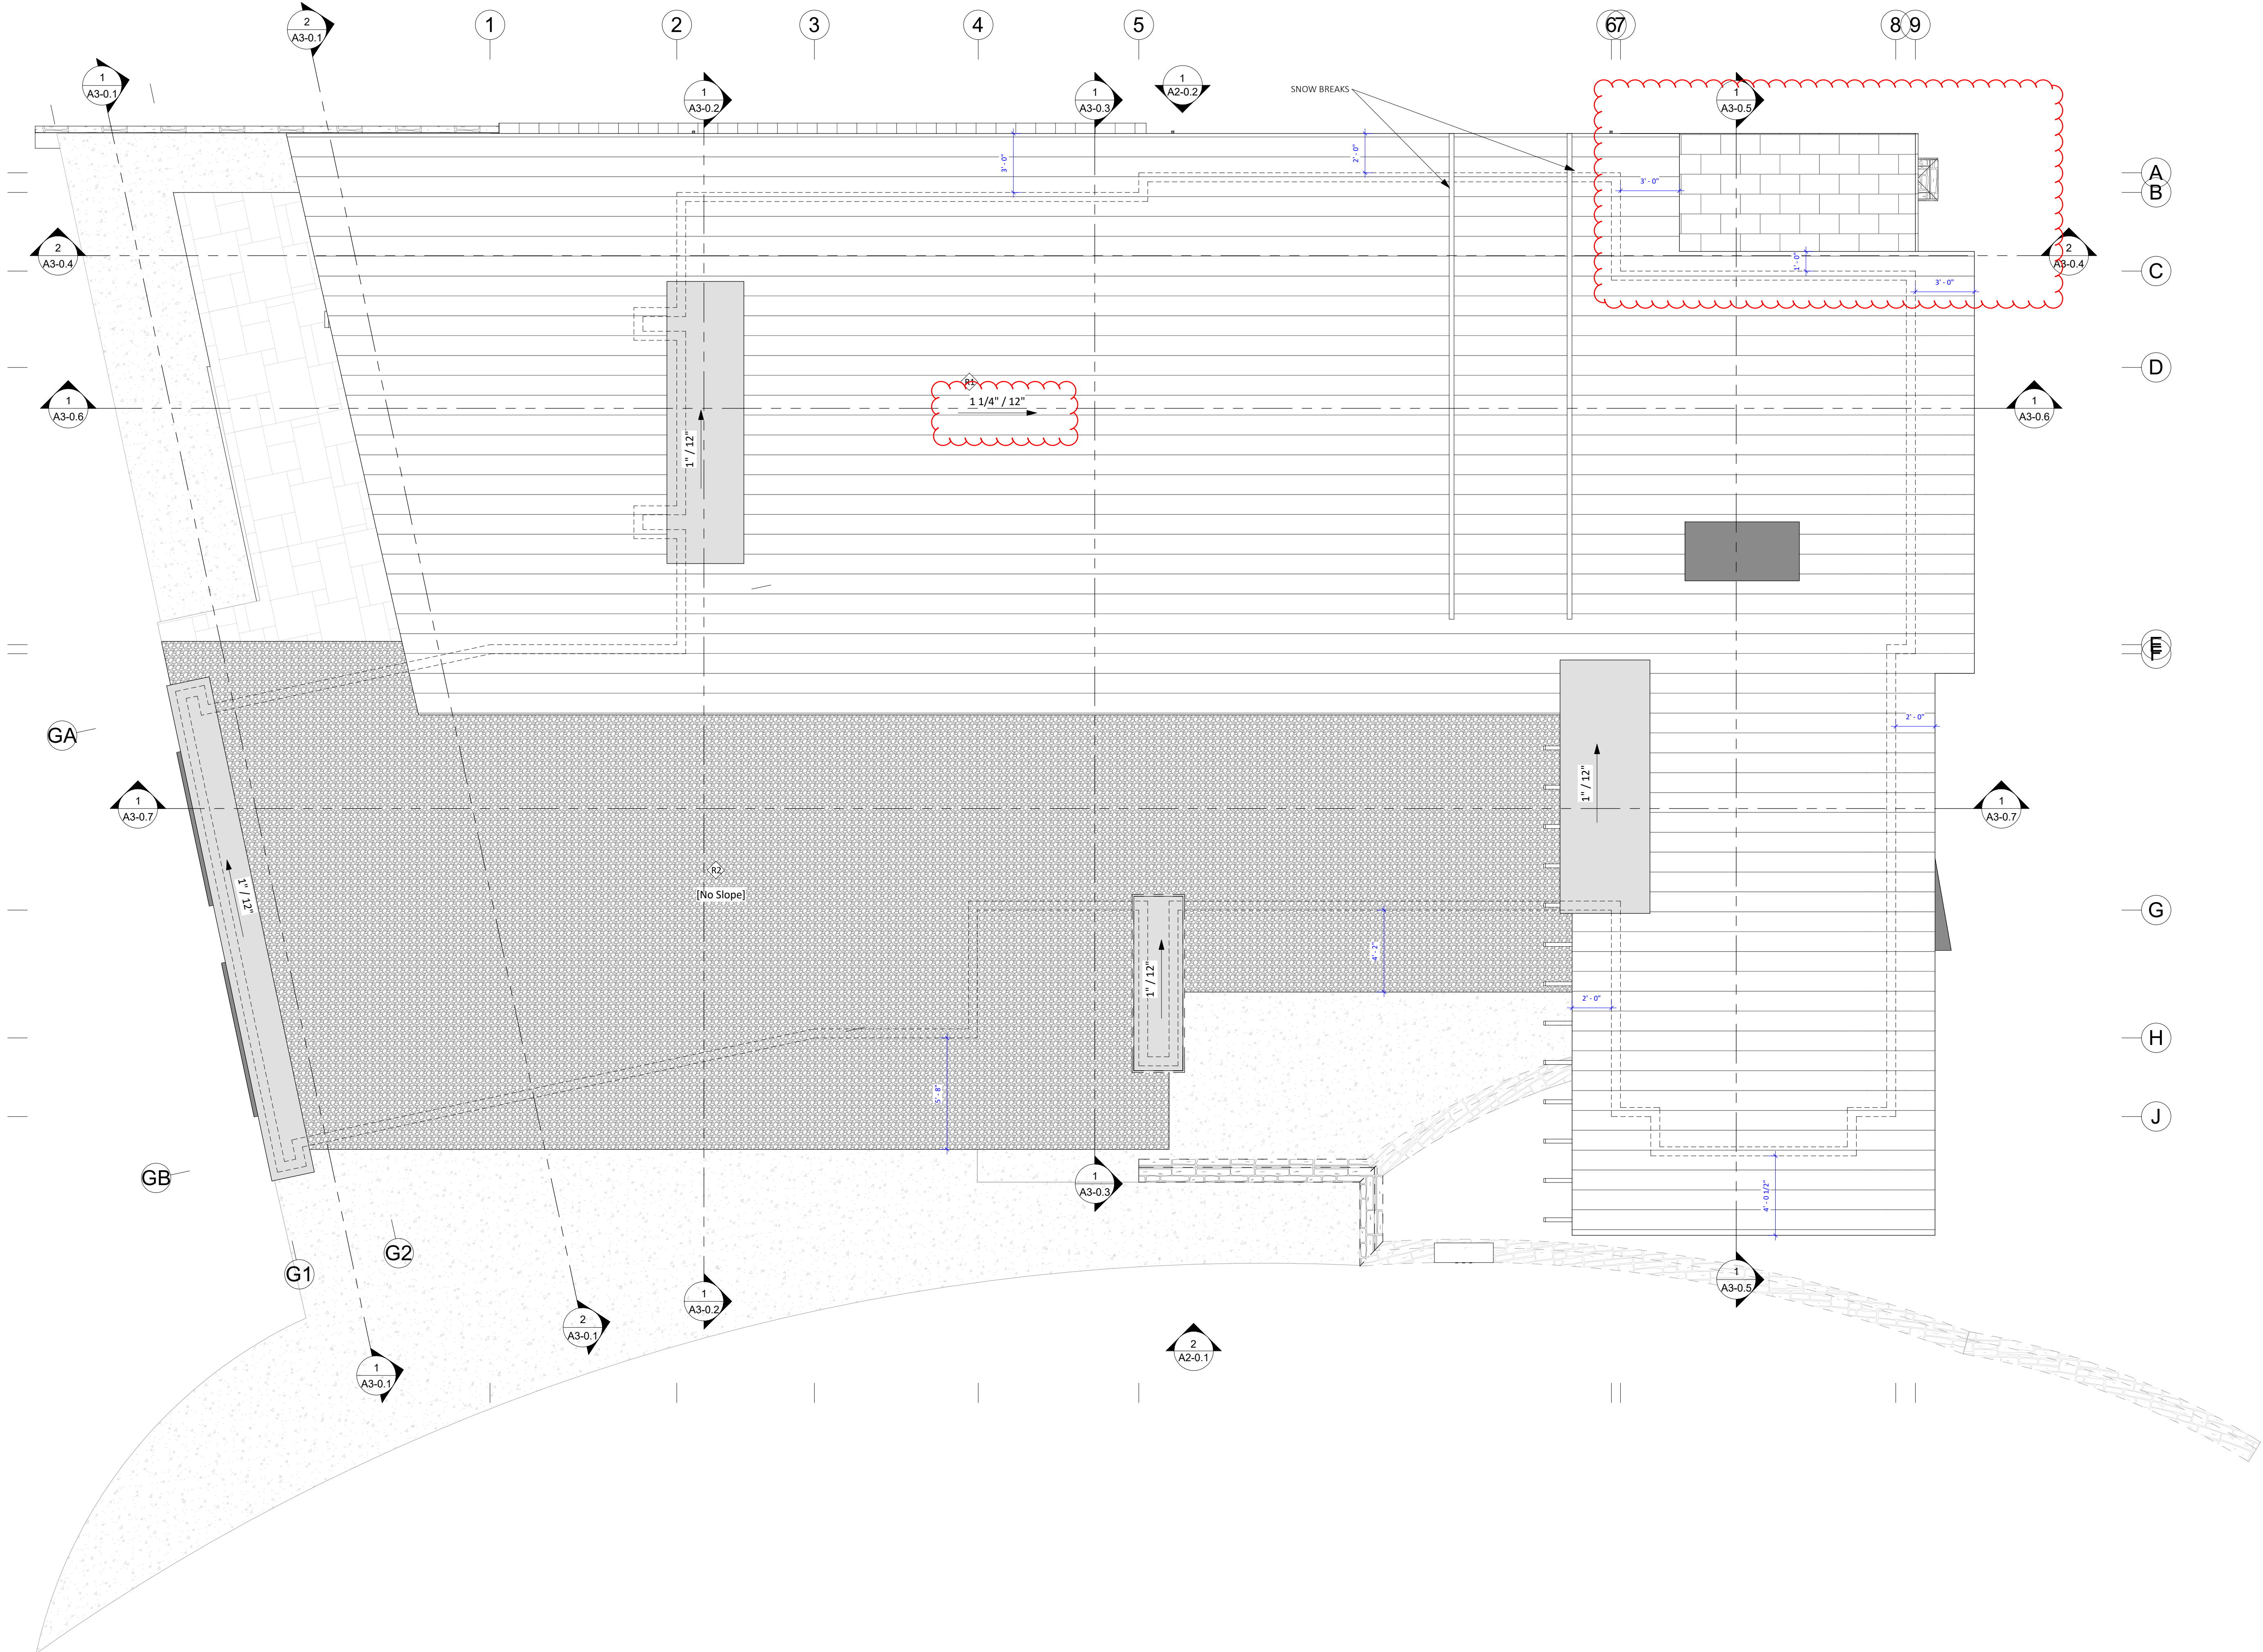 2
A3-0.1
1
2
3
4
5
6
7
8
9
1
A3-0.1
1
A3-0.2
1
A3-0.3
1
A2-0.2
SNOW BREAKS
1
A3-0.5
3' - 0"
2' - 0"
3' - 0"
A
B
2
A3-0.4
1' - 0"
2
A3-0.4
C
3' - 0"
D
R1
1 1/4" / 12"
1
A3-0.6
1
A3-0.6
1" / 12"
E
F
2' - 0"
GA
1" / 12"
1
A3-0.7
1
A3-0.7
R2
[No Slope]
1" / 12"
G
4' - 2"
1" / 12"
2' - 0"
H
5' - 8"
J
GB
1
A3-0.3
4' - 0 1/2"
G2
G1
1
A3-0.2
1
A3-0.5
2
A3-0.1
2
A2-0.1
1
A3-0.1